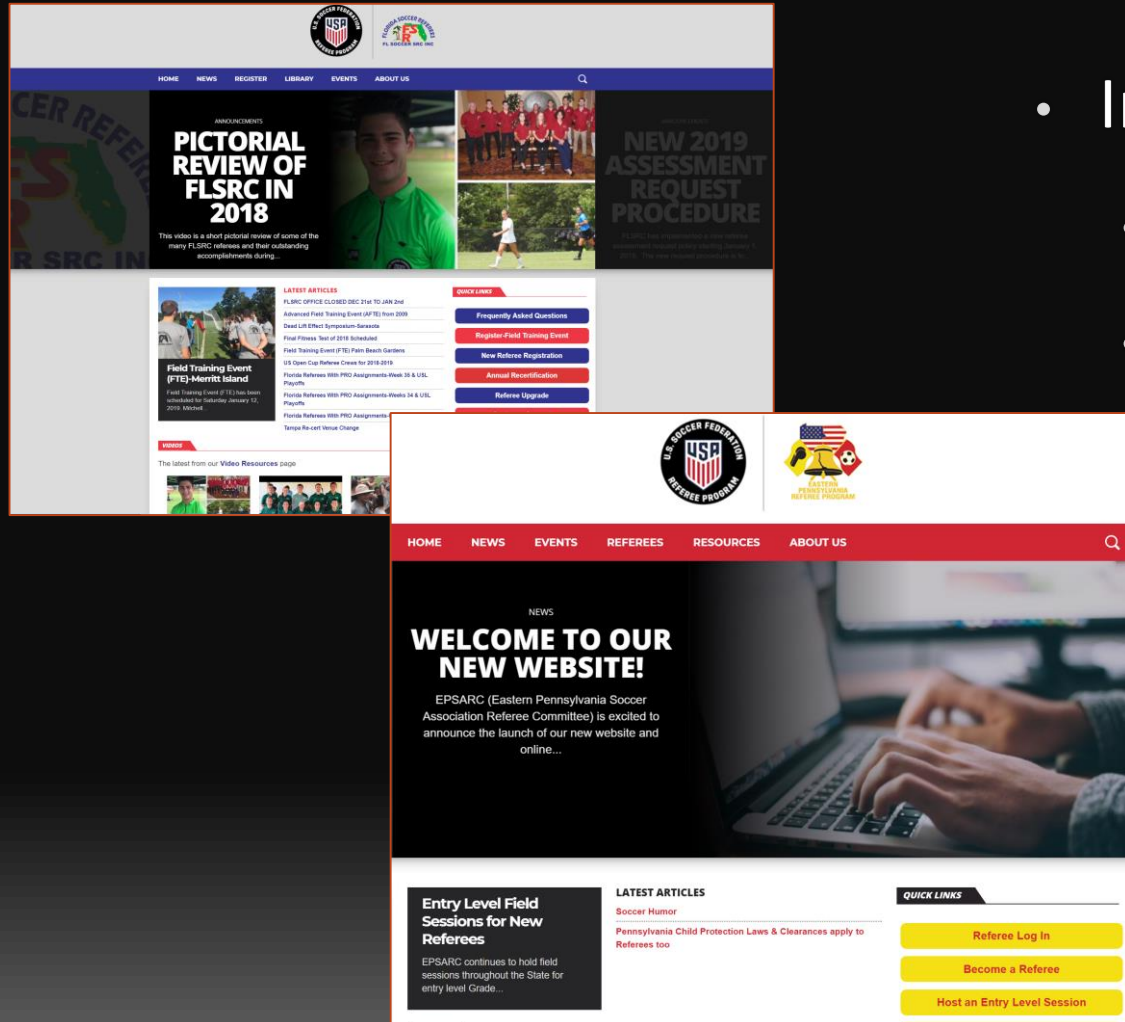 U.S. SOCCER FEDERATION
USA
REFEREE PROGRAM
FLORIDA SOCCER REFEREES
FSR
FL SOCCER SRC INC
HOME NEWS REGISTER LIBRARY EVENTS ABOUT US
ANNOUNCEMENTS
PICTORIAL
REVIEW OF
FLSRC IN
2018
This video is a short pictorial review of some of the
many FLSRC referees and their outstanding
accomplishments during...
ANNOUNCEMENTS
NEW 2019
ASSESSMENT
REQUEST
PROCEDURE
Field Training Event
(FTE)-Merritt Island
Field Training Event (FTE) has been
scheduled for Saturday January 12,
2019. Mitchell...
LATEST ARTICLES
FLSRC OFFICE CLOSED DEC 21st TO JAN 2nd
Advanced Field Training Event (AFTE) from 2009
Dead Lift Effect Symposium-Sarasota
Final Fitness Test of 2018 Scheduled
Field Training Event (FTE) Palm Beach Gardens
US Open Cup Referee Crews for 2018-2019
Florida Referees With PRO Assignments-Week 35 & USL
Playoffs
Florida Referees With PRO Assignments-Weeks 34 & USL
Playoffs
Florida Referees With PRO Assignments-
Tampa Re-cert Venue Change
QUICK LINKS
Frequently Asked Questions
Register-Field Training Event
New Referee Registration
Annual Recertification
Referee Upgrade
VIDEOS
The latest from our Video Resources page
U.S. SOCCER FEDERATION
USA
REFEREE PROGRAM
EASTERN
PENNSYLVANIA
REFEREE PROGRAM
HOME NEWS EVENTS REFEREES RESOURCES ABOUT US
NEWS
WELCOME TO OUR
NEW WEBSITE!
EPSARC (Eastern Pennsylvania Soccer
Association Referee Committee) is excited to
announce the launch of our new website and
online...
Entry Level Field
Sessions for New
Referees
EPSARC continues to hold field
sessions throughout the State for
entry level Grade...
LATEST ARTICLES
Soccer Humor
Pennsylvania Child Protection Laws & Clearances apply to
Referees too
QUICK LINKS
Referee Log In
Become a Referee
Host an Entry Level Session